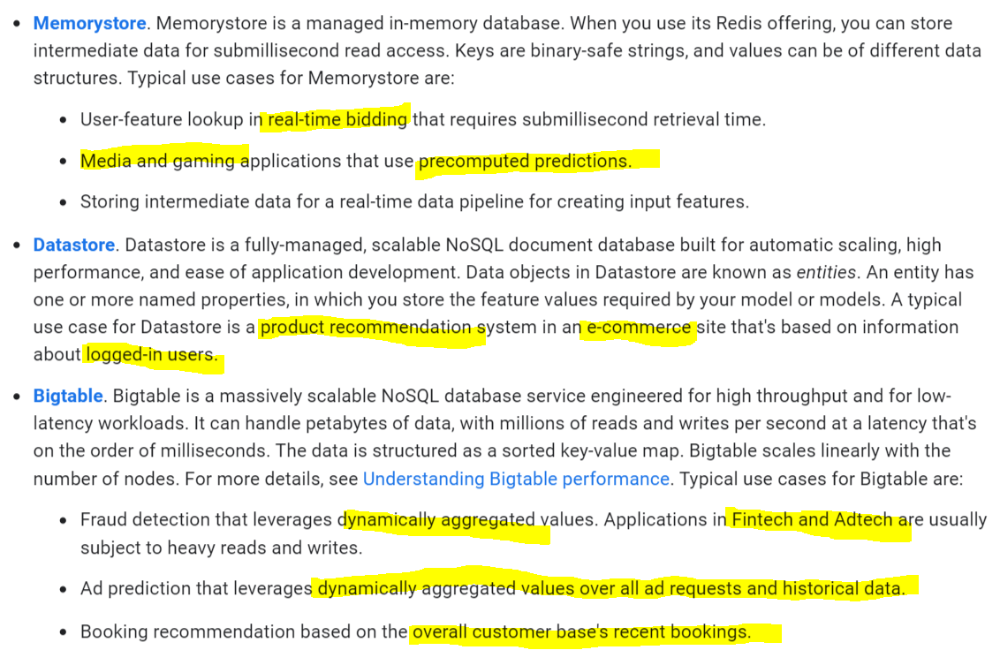 • Memorystore. Memorystore is a managed in-memory database. When you use its Redis offering, you can store
intermediate data for submillisecond read access. Keys are binary-safe strings, and values can be of different data
structures. Typical use cases for Memorystore are:
• User-feature lookup in real-time bidding that requires submillisecond retrieval time.
• Media and gaming applications that use precomputed predictions.
• Storing intermediate data for a real-time data pipeline for creating input features.
• Datastore. Datastore is a fully-managed, scalable NoSQL document database built for automatic scaling, high
performance, and ease of application development. Data objects in Datastore are known as entities. An entity has
one or more named properties, in which you store the feature values required by your model or models. A typical
use case for Datastore is a product recommendation system in an e-commerce site that's based on information
about logged-in users.
• Bigtable. Bigtable is a massively scalable NoSQL database service engineered for high throughput and for low-
latency workloads. It can handle petabytes of data, with millions of reads and writes per second at a latency that's
on the order of milliseconds. The data is structured as a sorted key-value map. Bigtable scales linearly with the
number of nodes. For more details, see Understanding Bigtable performance. Typical use cases for Bigtable are:
• Fraud detection that leverages dynamically aggregated values. Applications in Fintech and Adtech are usually
subject to heavy reads and writes.
• Ad prediction that leverages dynamically aggregated values over all ad requests and historical data.
• Booking recommendation based on the overall customer base's recent bookings.